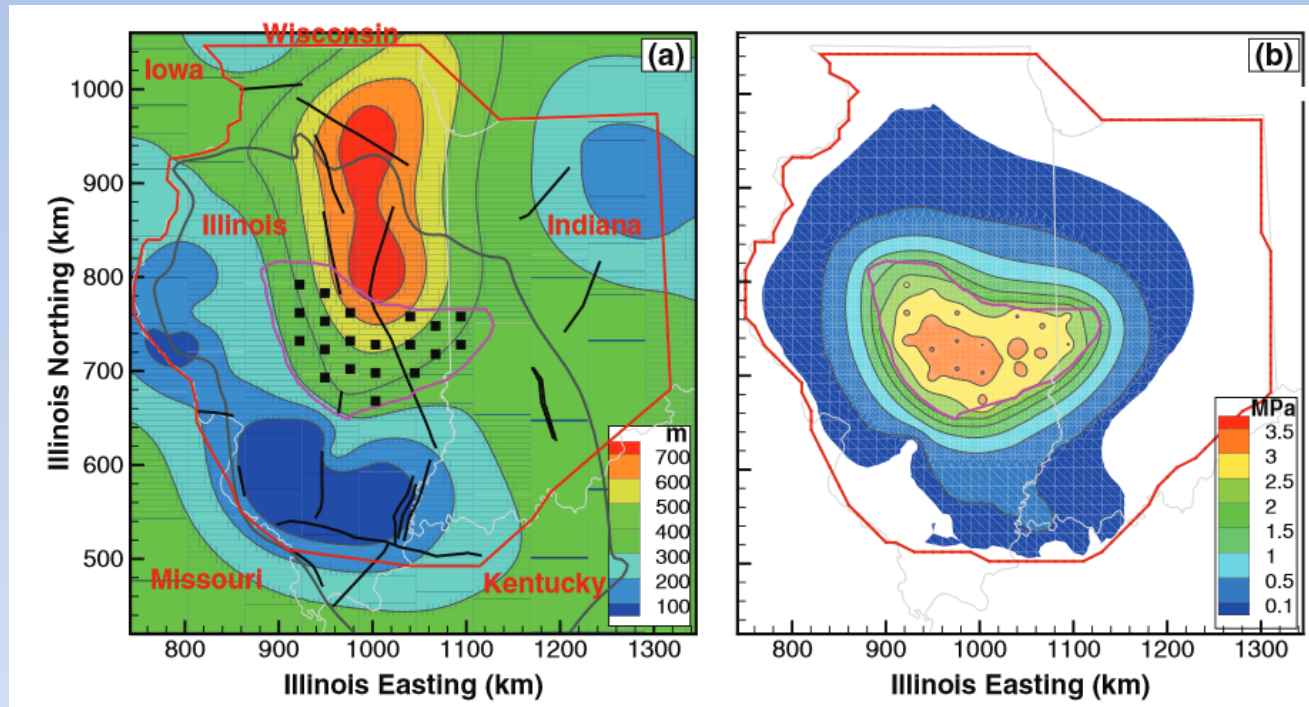 Wisconsin
(a)
Iowa
Illinois
Indiana
Missouri
Kentucky
1000
900
800
700
600
500
Illinois Northing (km)
800
900
1000
1100
1200
1300
Illinois Easting (km)
m
700
600
500
400
300
200
100
(b)
800
900
1000
1100
1200
1300
Illinois Easting (km)
MPa
3.5
3
2.5
1.5
1
0.5
0.1